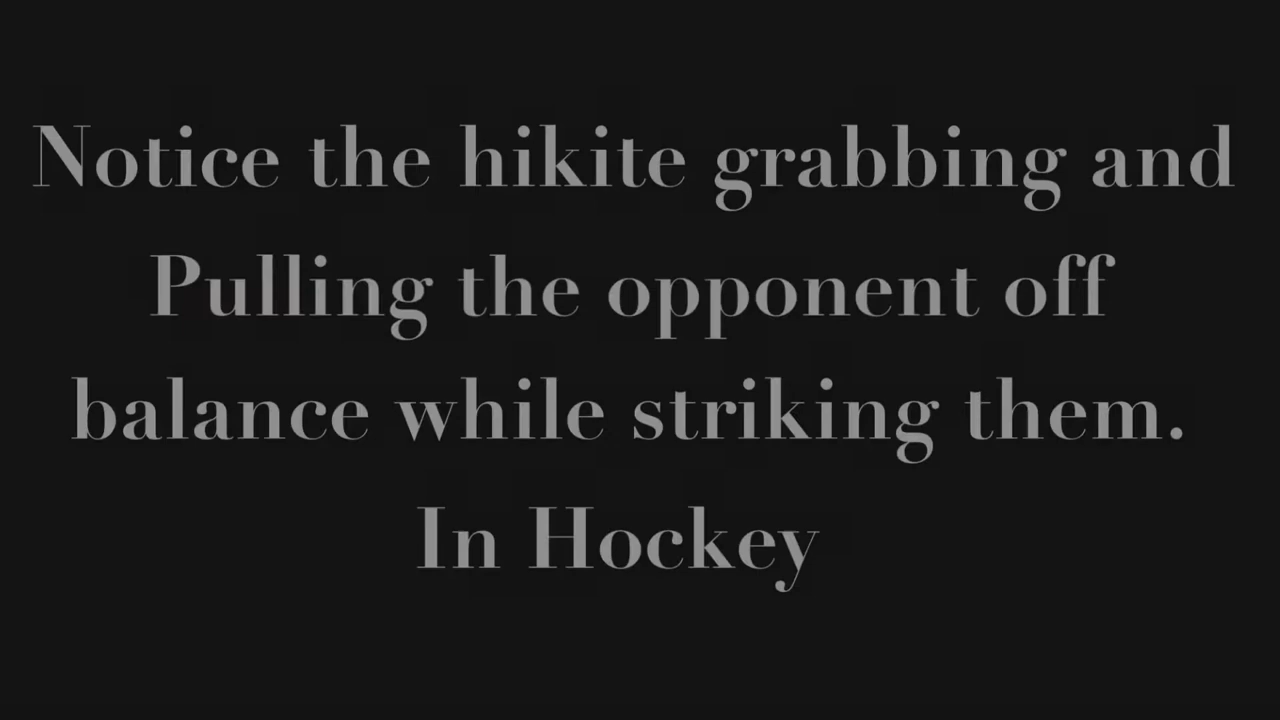 Notice the hikite grabbing and
Pulling the opponent off
balance while striking them.
In Hockey